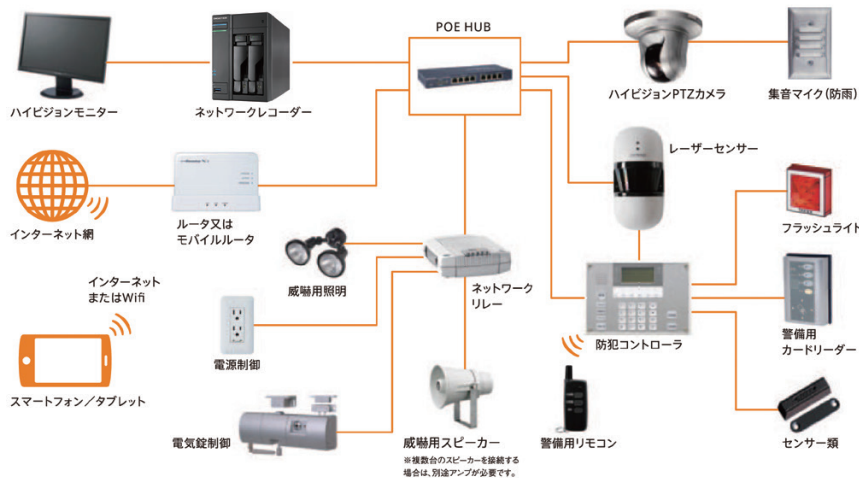 POE HUB
ハイビジョンモニター
ネットワークレコーダー
ハイビジョンPTZカメラ
集音マイク（防雨）
レーザーセンサー
インターネット網
ルータ又は
モバイルルータ
フラッシュライト
インターネット
またはWifi
威嚇用照明
ネットワーク
リレー
防犯コントローラ
警備用
カードリーダー
電源制御
スマートフォン／タブレット
電気錠制御
威嚇用スピーカー
※複数台のスピーカーを接続する
場合は、別途アンプが必要です。
警備用リモコン
センサー類